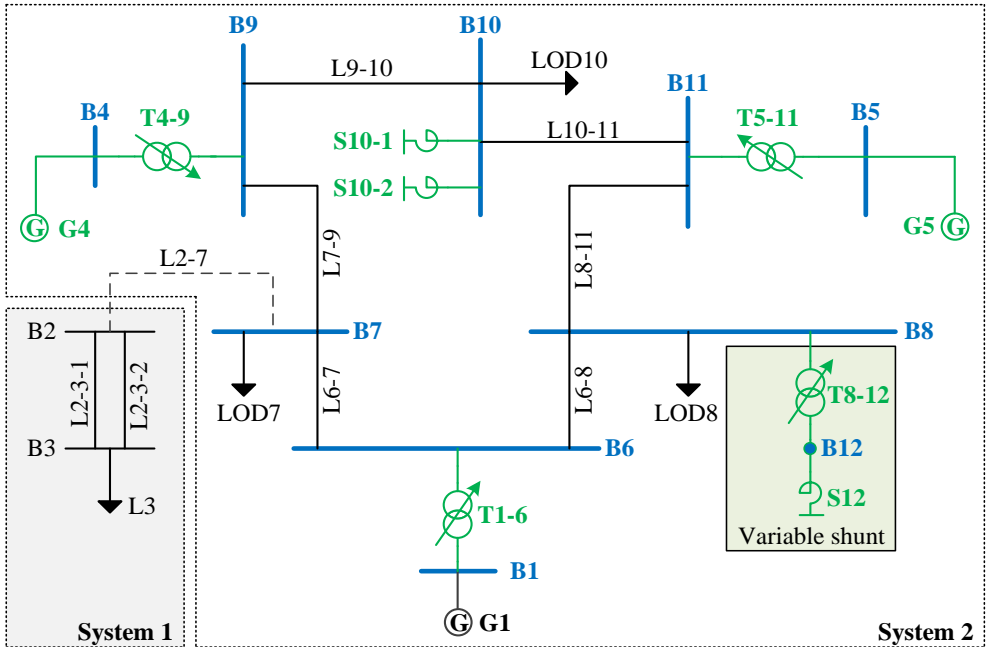 B9
B10
LOD10
L9-10
B11
B4
T4-9
T5-11
B5
S10-1
L10-11
S10-2
G
G4
G5
G
L7-9
L8-11
L2-7
B2
B7
B8
L2-3-1
L2-3-2
L6-7
L6-8
LOD7
LOD8
T8-12
B3
B6
B12
L3
T1-6
S12
Variable shunt
B1
G
G1
System 1
System 2